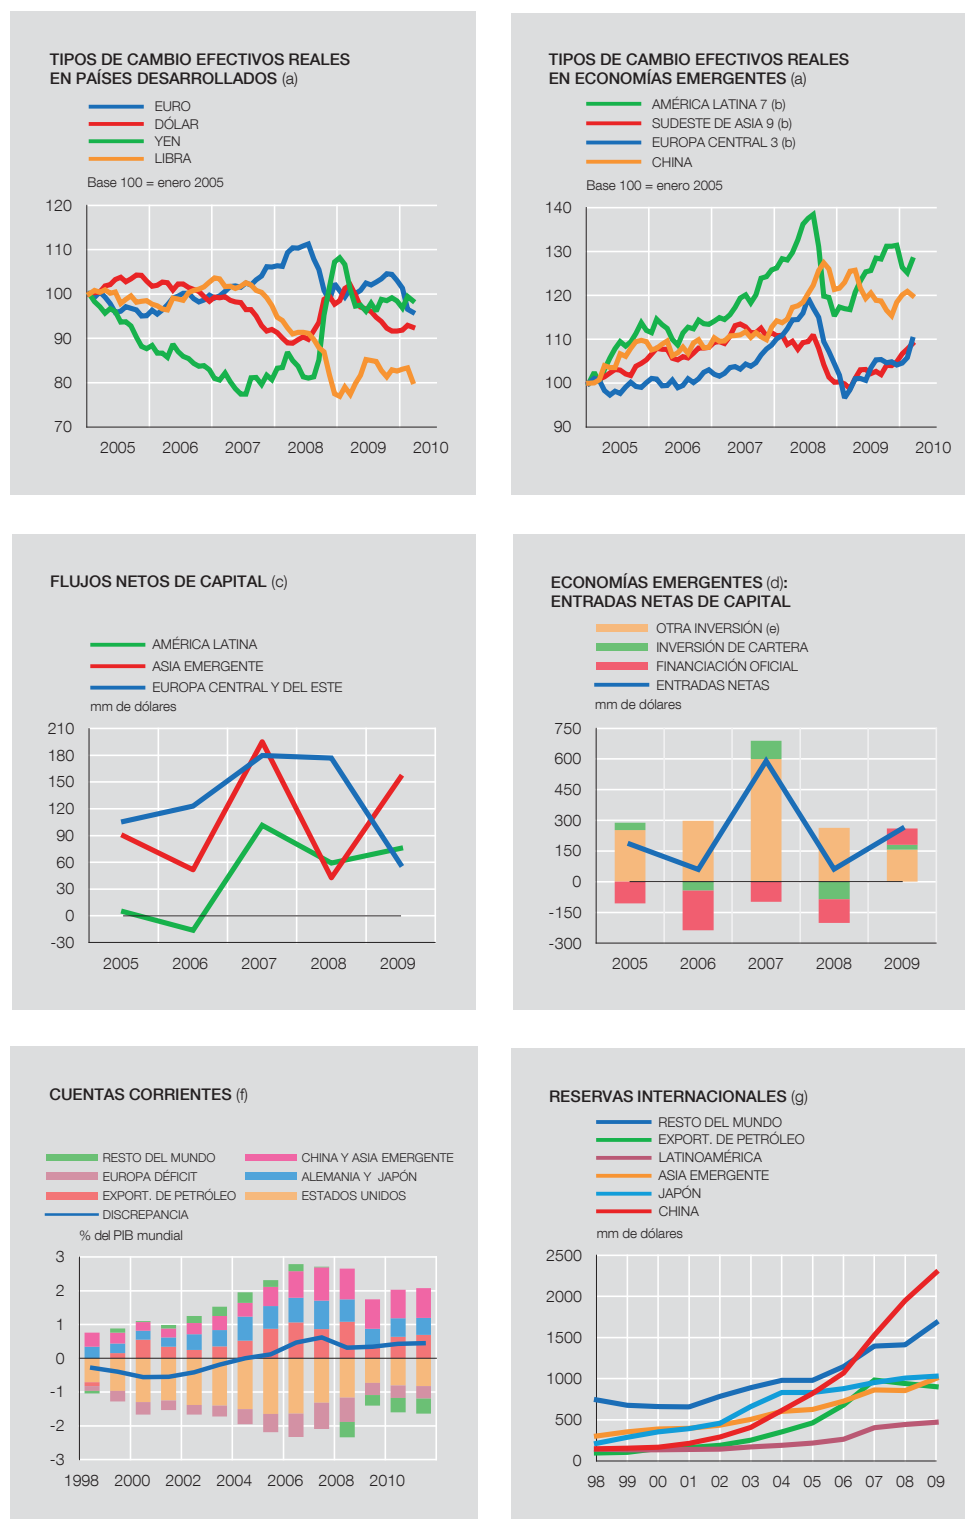 TIPOS DE CAMBIO EFECTIVOS REALES
EN PAÍSES DESARROLLADOS (a)
EURO
DÓLAR
YEN
LIBRA
Base 100 = enero 2005
120
110
100
90
80
70
2005 2006 2007 2008 2009 2010
TIPOS DE CAMBIO EFECTIVOS REALES
EN ECONOMÍAS EMERGENTES (a)
AMÉRICA LATINA 7 (b)
SUDESTE DE ASIA 9 (b)
EUROPA CENTRAL 3 (b)
CHINA
Base 100 = enero 2005
140
130
120
110
100
90
2005 2006 2007 2008 2009 2010
FLUJOS NETOS DE CAPITAL (c)
AMÉRICA LATINA
ASIA EMERGENTE
EUROPA CENTRAL Y DEL ESTE
mm de dólares
210
180
150
120
90
60
30
0
-30
2005 2006 2007 2008 2009
ECONOMÍAS EMERGENTES (d):
ENTRADAS NETAS DE CAPITAL
OTRA INVERSIÓN (e)
INVERSIÓN DE CARTERA
FINANCIACIÓN OFICIAL
ENTRADAS NETAS
mm de dólares
750
600
450
300
150
0
-150
-300
2005 2006 2007 2008 2009
CUENTAS CORRIENTES (f)
RESTO DEL MUNDO CHINA Y ASIA EMERGENTE
EUROPA DÉFICIT ALEMANIA Y JAPÓN
EXPORT. DE PETRÓLEO ESTADOS UNIDOS
DISCREPANCIA
% del PIB mundial
3
2
1
0
-1
-2
-3
1998 2000 2002 2004 2006 2008 2010
RESERVAS INTERNACIONALES (g)
RESTO DEL MUNDO
EXPORT. DE PETRÓLEO
LATINOAMÉRICA
ASIA EMERGENTE
JAPÓN
CHINA
mm de dólares
2500
2000
1500
1000
500
0
98 99 00 01 02 03 04 05 06 07 08 09